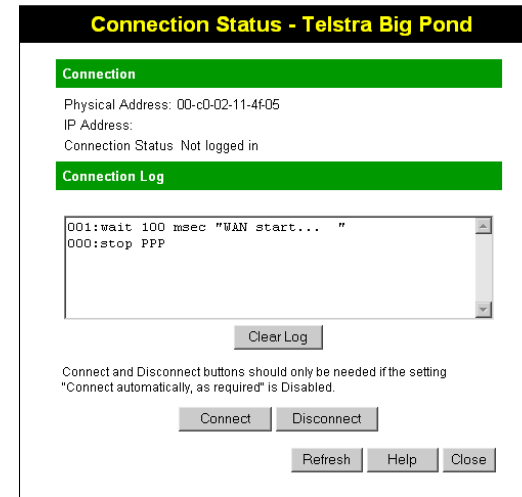 Connection Status - Telstra Big Pond
Connection
Physical Address: 00-c0-02-11-4f-05
IP Address:
Connection Status Not logged in
Connection Log
001:wait 100 msec "WAN start... "
000:stop PPP
Clear Log
Connect and Disconnect buttons should only be needed if the setting
"Connect automatically, as required" is Disabled.
Connect Disconnect
Refresh Help Close